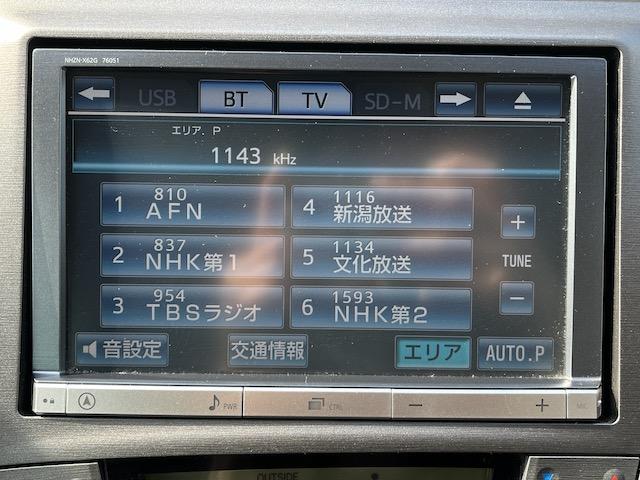 NHZN-X62G 76051
USB BT TV SD-M
エリア. P
1143 kHz
1 810 AFN
2 837 NHK第1
3 954 TBSラジオ
4 1116 新潟放送
5 1134 文化放送
6 1593 NHK第2
+
TUNE
−
音設定 交通情報 エリア AUTO.P
PWR CTRL − + MIC
OUTSIDE